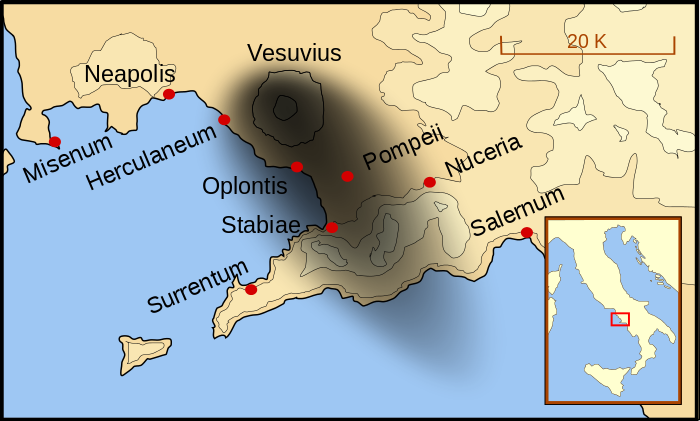 Vesuvius
20 K
Neapolis
Misenum
Herculaneum
Pompeii
Nuceria
Oplontis
Stabiae
Salernum
Surrentum